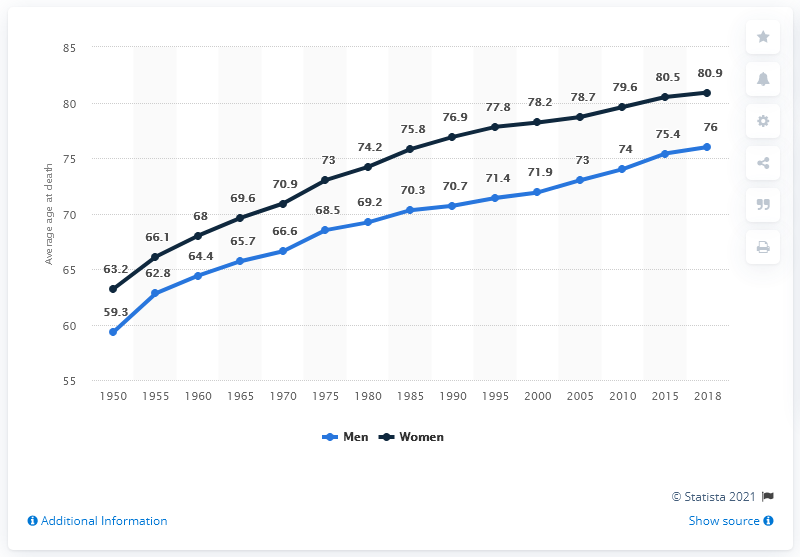 85
80
75
70
65
60
55
Average age at death
63.2 66.1 68 69.6 70.9 73 74.2 75.8 76.9 77.8 78.2 78.7 79.6 80.5 80.9
59.3 62.8 64.4 65.7 66.6 68.5 69.2 70.3 70.7 71.4 71.9 73 74 75.4 76
1950 1955 1960 1965 1970 1975 1980 1985 1990 1995 2000 2005 2010 2015 2018
Men Women
© Statista 2021
Additional Information Show source